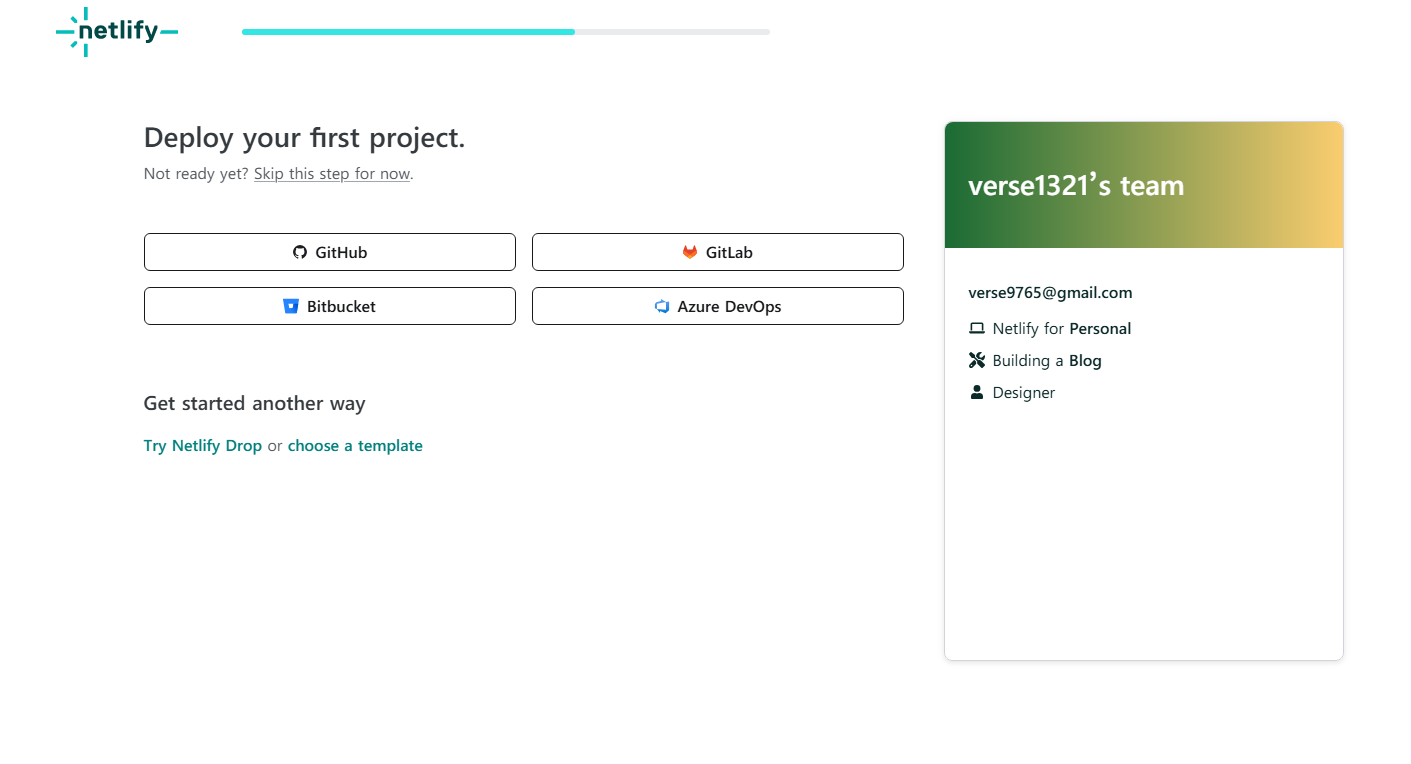 netlify
Deploy your first project.
Not ready yet? Skip this step for now.
GitHub
GitLab
Bitbucket
Azure DevOps
Get started another way
Try Netlify Drop or choose a template
verse1321's team
verse9765@gmail.com
Netlify for Personal
Building a Blog
Designer